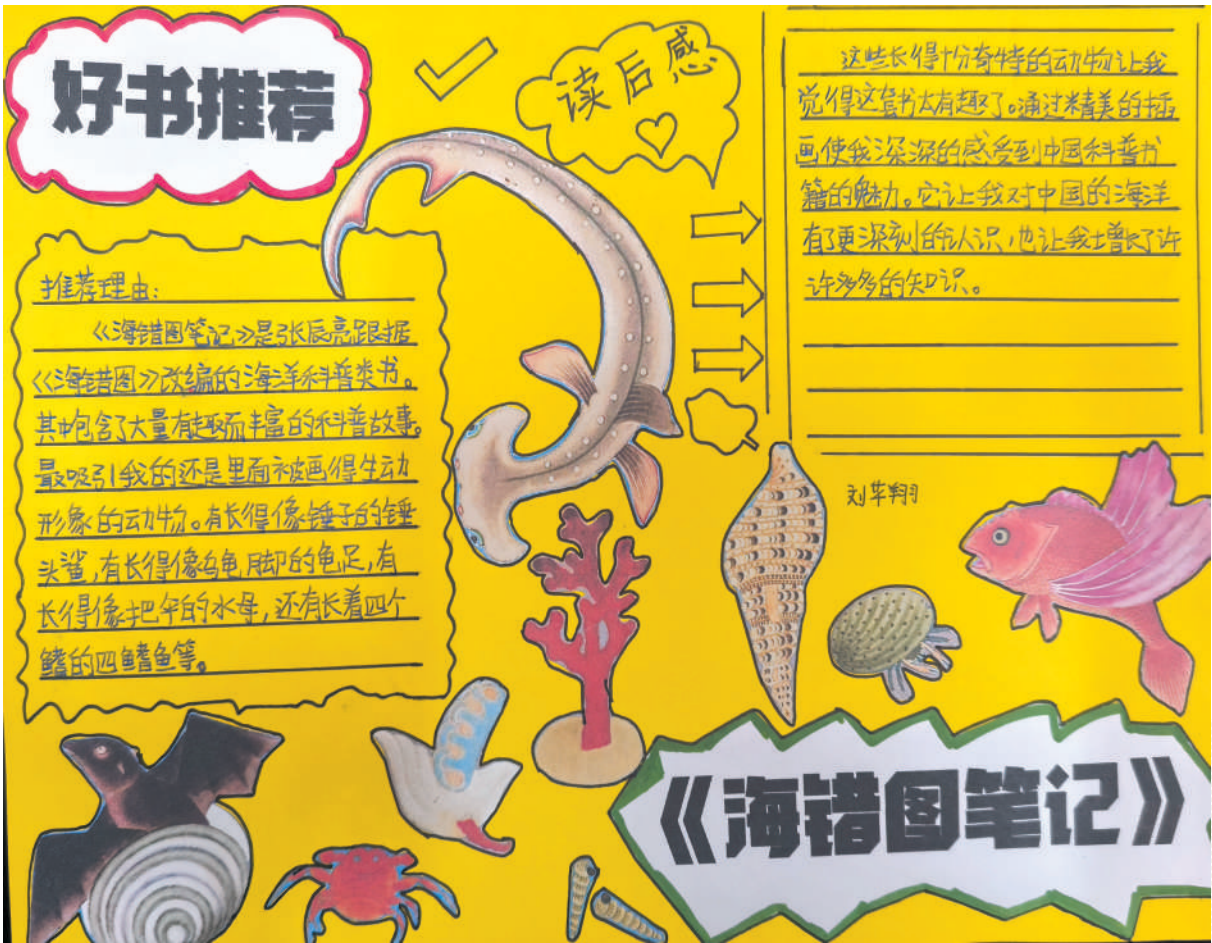 好书推荐
推荐理由:
《海错图笔记》是张辰亮跟据
《海错图》改编的海洋科普类书。
其中包含了大量有趣而丰富的科普故事。
最吸引我的还是里面被画得生动
形象的动物。有长得像锤子的锤
头鲨,有长得像乌龟脚的龟足,有
长得像把伞的水母,还有长着四个
鳍的四鳍鱼等。
读后感
这些长得十分奇特的动物让我
觉得这套书太有趣了。通过精美的插
画使我深深的感受到中国科普书
籍的魅力。它让我对中国的海洋
有了更深刻的认识,也让我增长了许
许多多的知识。
刘苹翔
《海错图笔记》